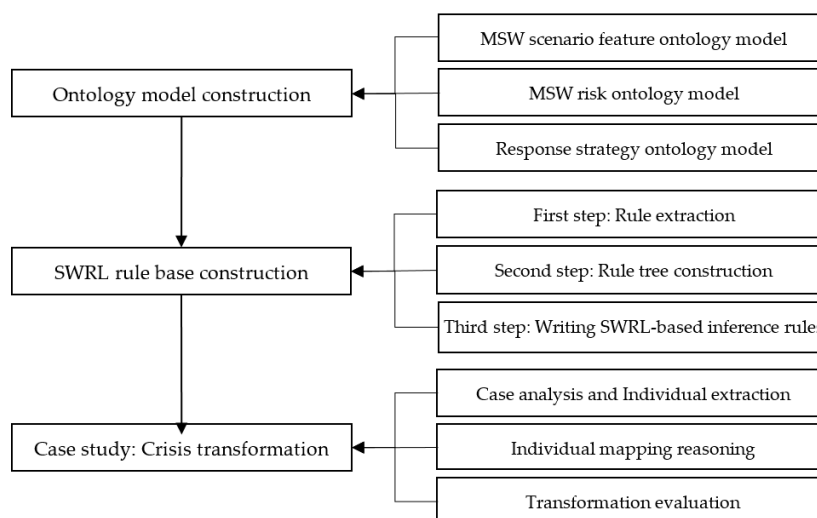 MSW scenario feature ontology model
Ontology model construction
MSW risk ontology model
Response strategy ontology model
First step: Rule extraction
SWRL rule base construction
Second step: Rule tree construction
Third step: Writing SWRL-based inference rules
Case analysis and Individual extraction
Case study: Crisis transformation
Individual mapping reasoning
Transformation evaluation